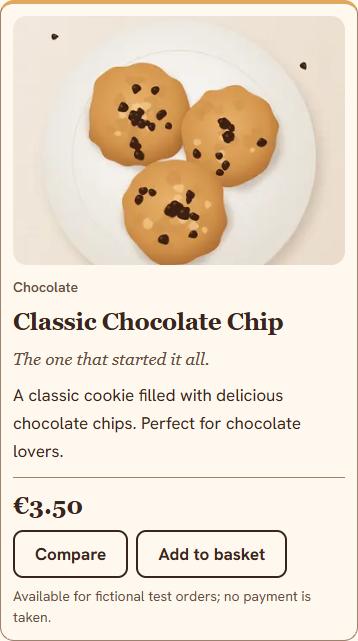 Chocolate
Classic Chocolate Chip
The one that started it all.
A classic cookie filled with delicious
chocolate chips. Perfect for chocolate
lovers.
€3.50
Compare
Add to basket
Available for fictional test orders; no payment is
taken.